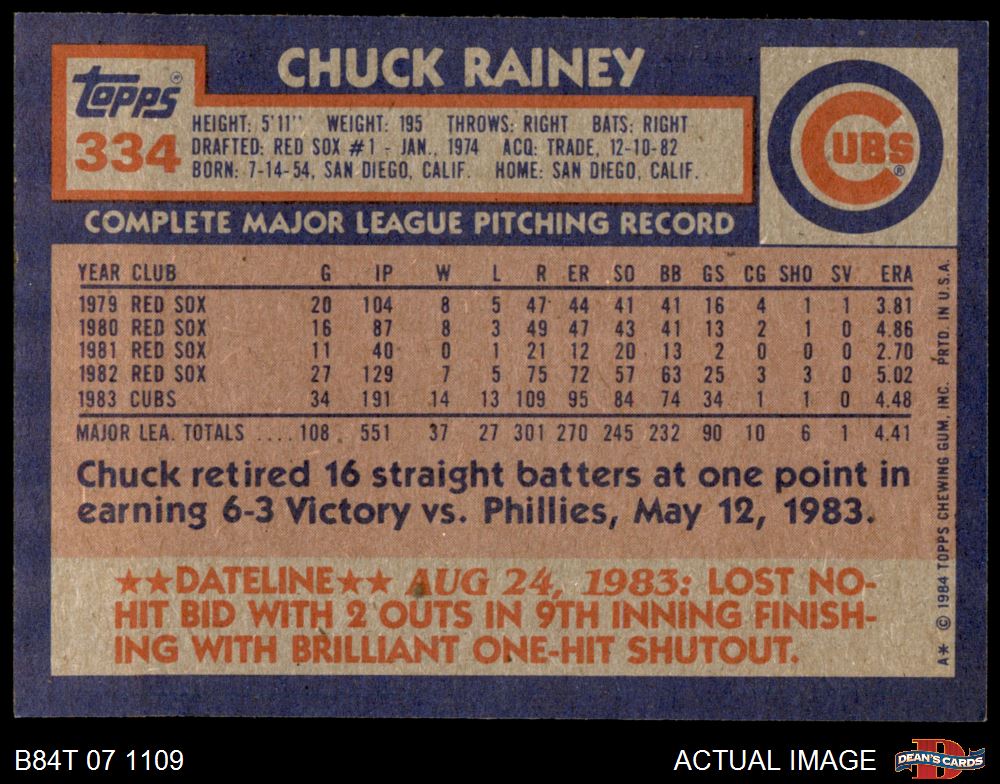 CHUCK RAINEY
TOPPS®
334
HEIGHT: 5'11" WEIGHT: 195 THROWS: RIGHT BATS: RIGHT
DRAFTED: RED SOX #1 - JAN., 1974 ACQ: TRADE, 12-10-82
BORN: 7-14-54, SAN DIEGO, CALIF. HOME: SAN DIEGO, CALIF.
CUBS®
COMPLETE MAJOR LEAGUE PITCHING RECORD
YEAR CLUB G IP W L R ER SO BB GS CG SHO SV ERA
1979 RED SOX 20 104 8 5 47 44 41 41 16 4 1 1 3.81
1980 RED SOX 16 87 8 3 49 47 43 41 13 2 1 0 4.86
1981 RED SOX 11 40 0 1 21 12 20 13 2 0 0 0 2.70
1982 RED SOX 27 129 7 5 75 72 57 63 25 3 3 0 5.02
1983 CUBS 34 191 14 13 109 95 84 74 34 1 1 0 4.48
MAJOR LEA. TOTALS ....108 551 37 27 301 270 245 232 90 10 6 1 4.41
Chuck retired 16 straight batters at one point in
earning 6-3 Victory vs. Phillies, May 12, 1983.
★★DATELINE★★ AUG 24, 1983: LOST NO-
HIT BID WITH 2 OUTS IN 9TH INNING FINISH-
ING WITH BRILLIANT ONE-HIT SHUTOUT.
A* © 1984 TOPPS CHEWING GUM, INC. PRTD. IN U.S.A.
B84T 07 1109
ACTUAL IMAGE
D
DEAN'S CARDS